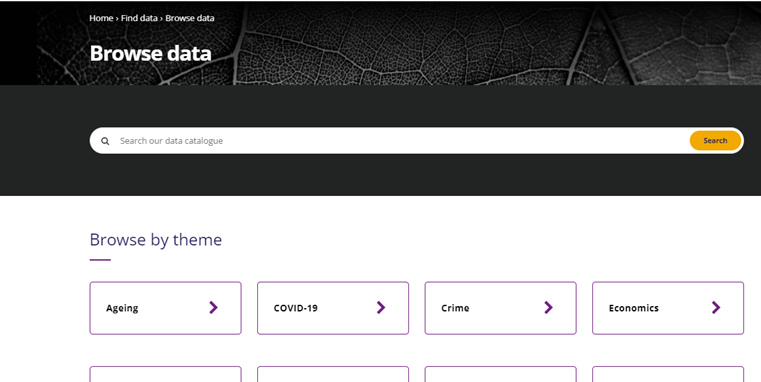 Home › Find data › Browse data
Browse data
Search our data catalogue
Search
Browse by theme
Ageing
COVID-19
Crime
Economics